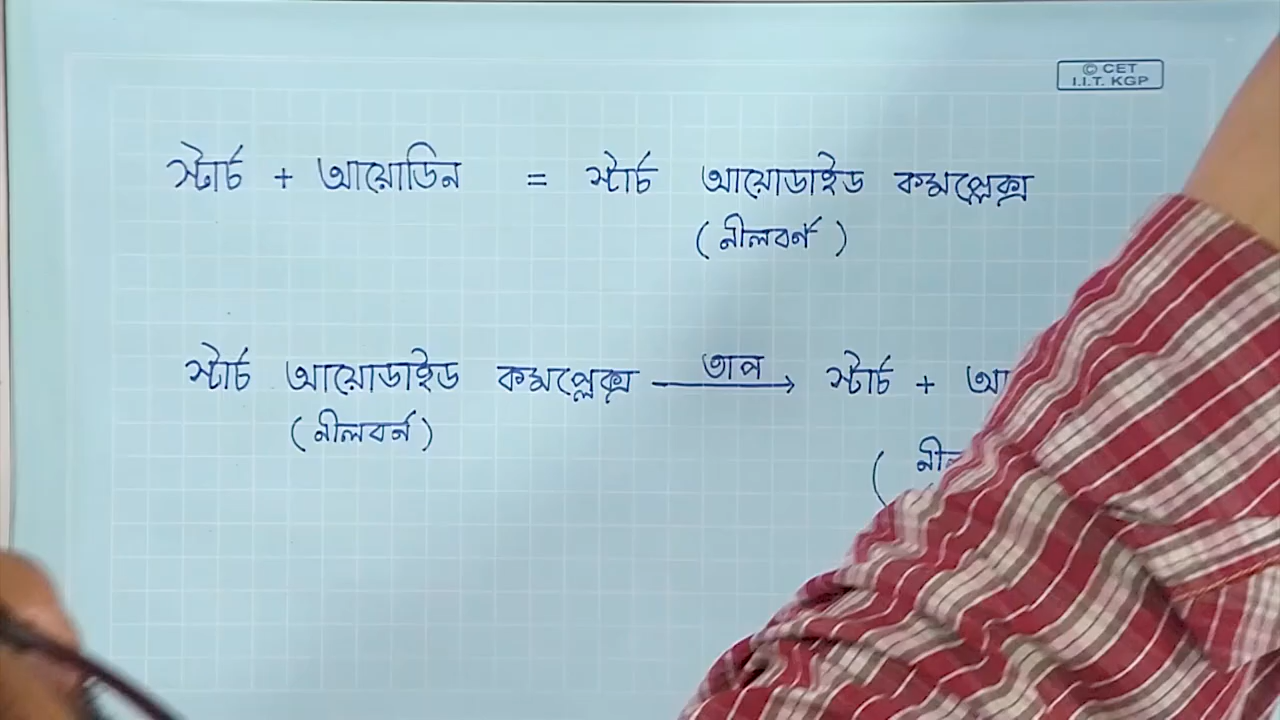 © CET
I.I.T. KGP
স্টার্চ + আয়োডিন = স্টার্চ আয়োডাইড কমপ্লেক্স
(নীলবর্ণ)
স্টার্চ আয়োডাইড কমপ্লেক্স তাপ → স্টার্চ +
(নীলবর্ন)
(